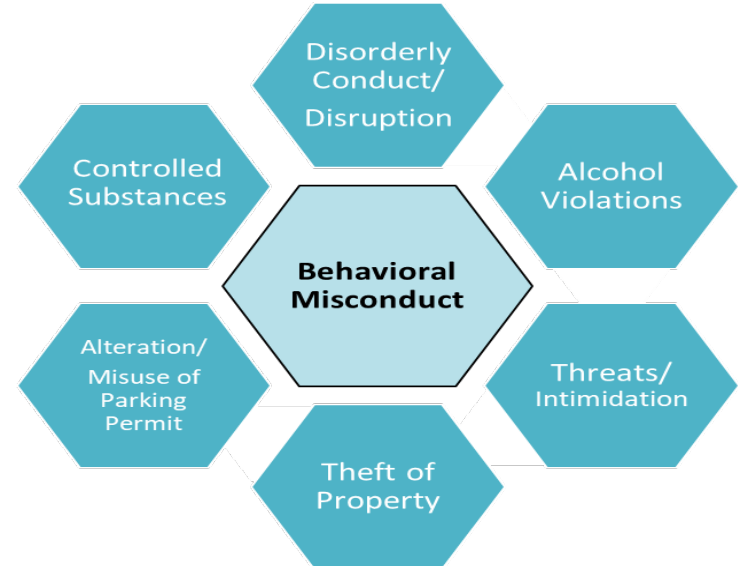 Disorderly
Conduct/
Disruption
Controlled
Substances
Alcohol
Violations
Behavioral
Misconduct
Alteration/
Misuse of
Parking
Permit
Threats/
Intimidation
Theft of
Property